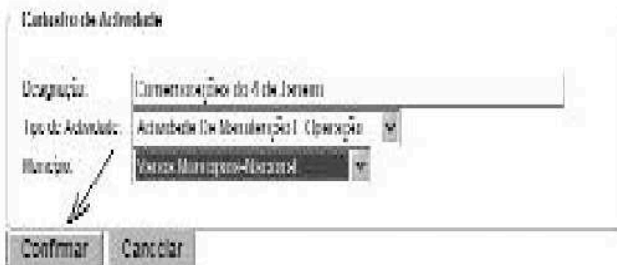 Cadastro de Actividade
Designação: Comemorações do 4 de Janeiro
Tipo de Actividade: Actividade De Manutenção E Operação
Município: Municípios-Nacional
Confirmar Cancelar